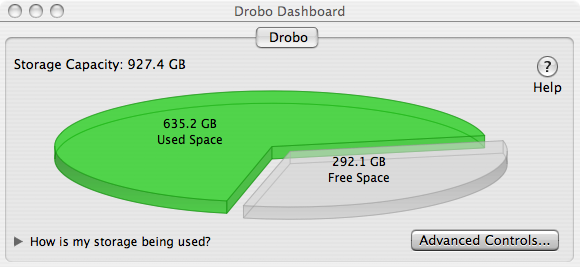 Drobo Dashboard
Drobo
Storage Capacity: 927.4 GB
?
Help
635.2 GB
Used Space
292.1 GB
Free Space
How is my storage being used?
Advanced Controls...